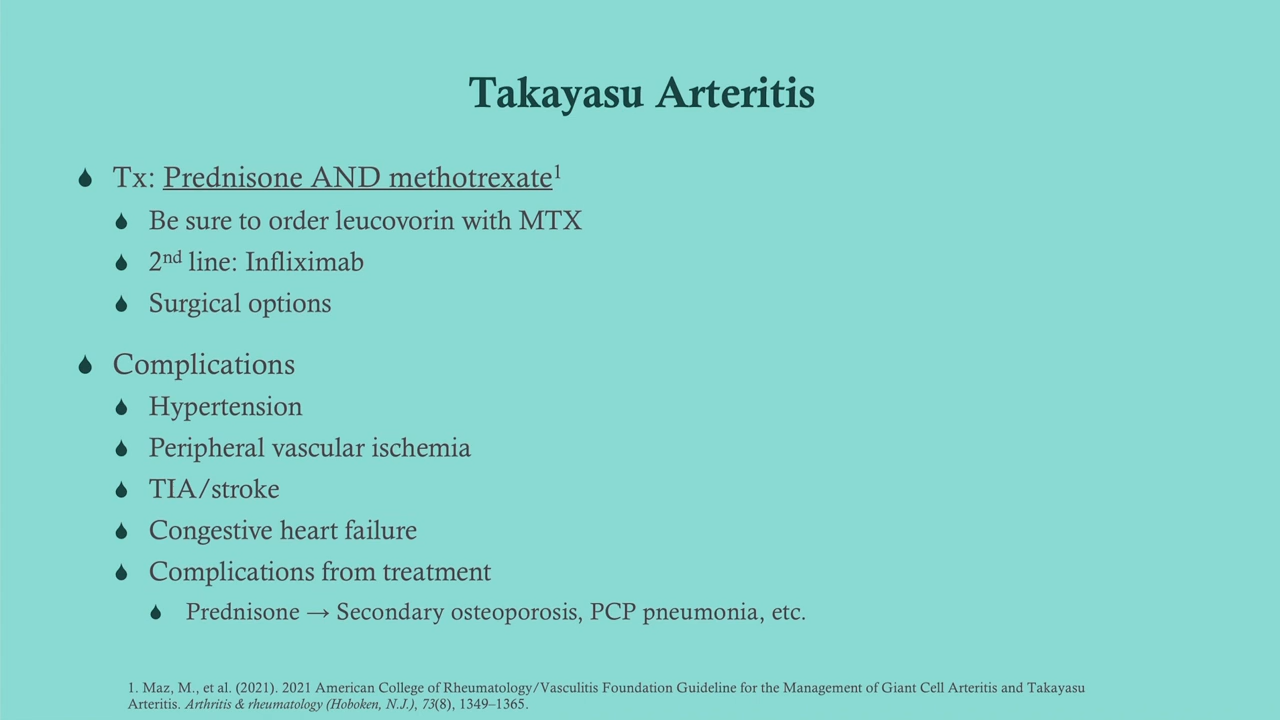 Takayasu Arteritis
Tx: Prednisone AND methotrexate¹
Be sure to order leucovorin with MTX
2nd line: Infliximab
Surgical options
Complications
Hypertension
Peripheral vascular ischemia
TIA/stroke
Congestive heart failure
Complications from treatment
Prednisone → Secondary osteoporosis, PCP pneumonia, etc.
1. Maz, M., et al. (2021). 2021 American College of Rheumatology/Vasculitis Foundation Guideline for the Management of Giant Cell Arteritis and Takayasu
Arteritis. Arthritis & rheumatology (Hoboken, N.J.), 73(8), 1349–1365.